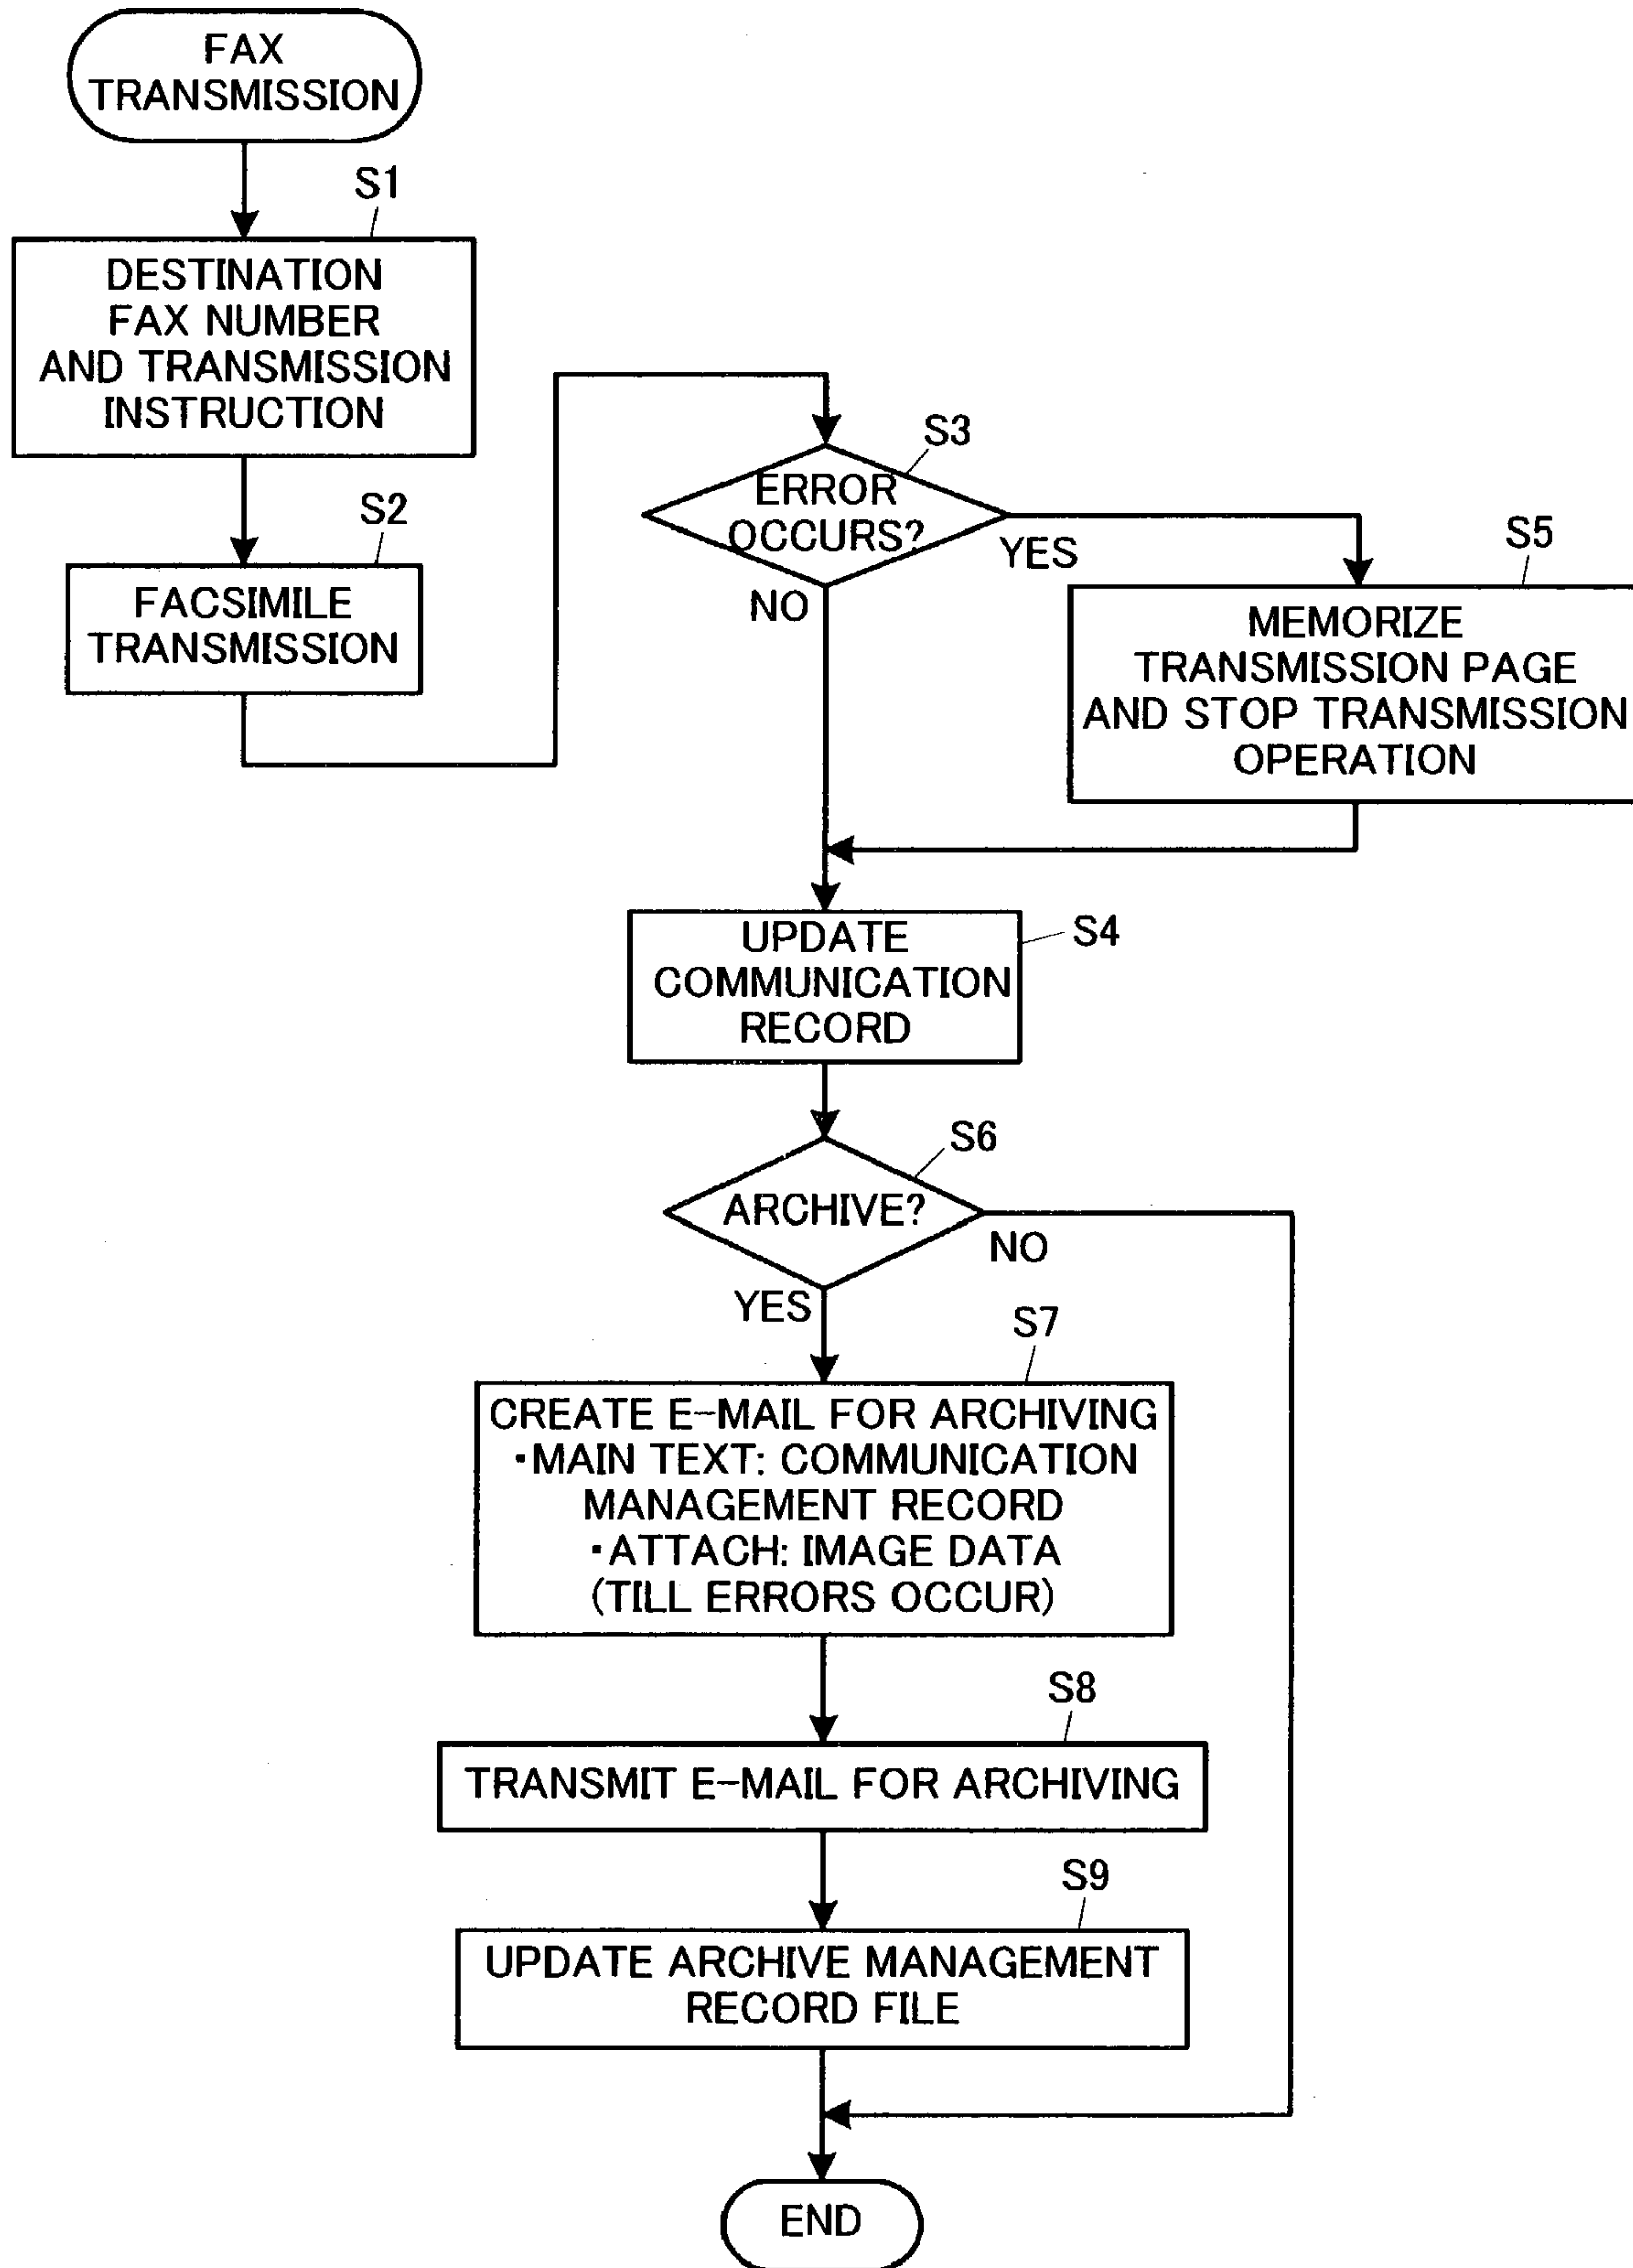 FAX
TRANSMISSION
S1
DESTINATION
FAX NUMBER
AND TRANSMISSION
INSTRUCTION
S2
FACSIMILE
TRANSMISSION
S3
ERROR
OCCURS?
YES
NO
S5
MEMORIZE
TRANSMISSION PAGE
AND STOP TRANSMISSION
OPERATION
S4
UPDATE
COMMUNICATION
RECORD
S6
ARCHIVE?
NO
YES
S7
CREATE E-MAIL FOR ARCHIVING
・MAIN TEXT: COMMUNICATION
MANAGEMENT RECORD
・ATTACH: IMAGE DATA
(TILL ERRORS OCCUR)
S8
TRANSMIT E-MAIL FOR ARCHIVING
S9
UPDATE ARCHIVE MANAGEMENT
RECORD FILE
END